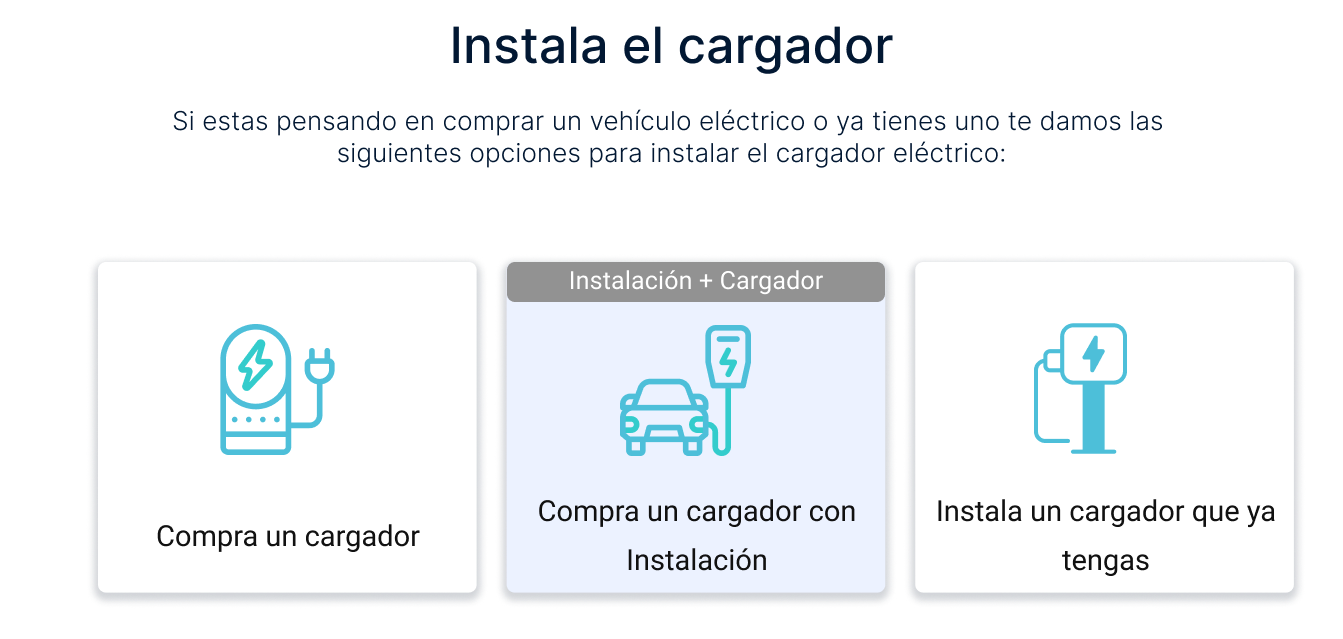 Instala el cargador
Si estas pensando en comprar un vehículo eléctrico o ya tienes uno te damos las
siguientes opciones para instalar el cargador eléctrico:
Compra un cargador
Instalación + Cargador
Compra un cargador con
Instalación
Instala un cargador que ya
tengas